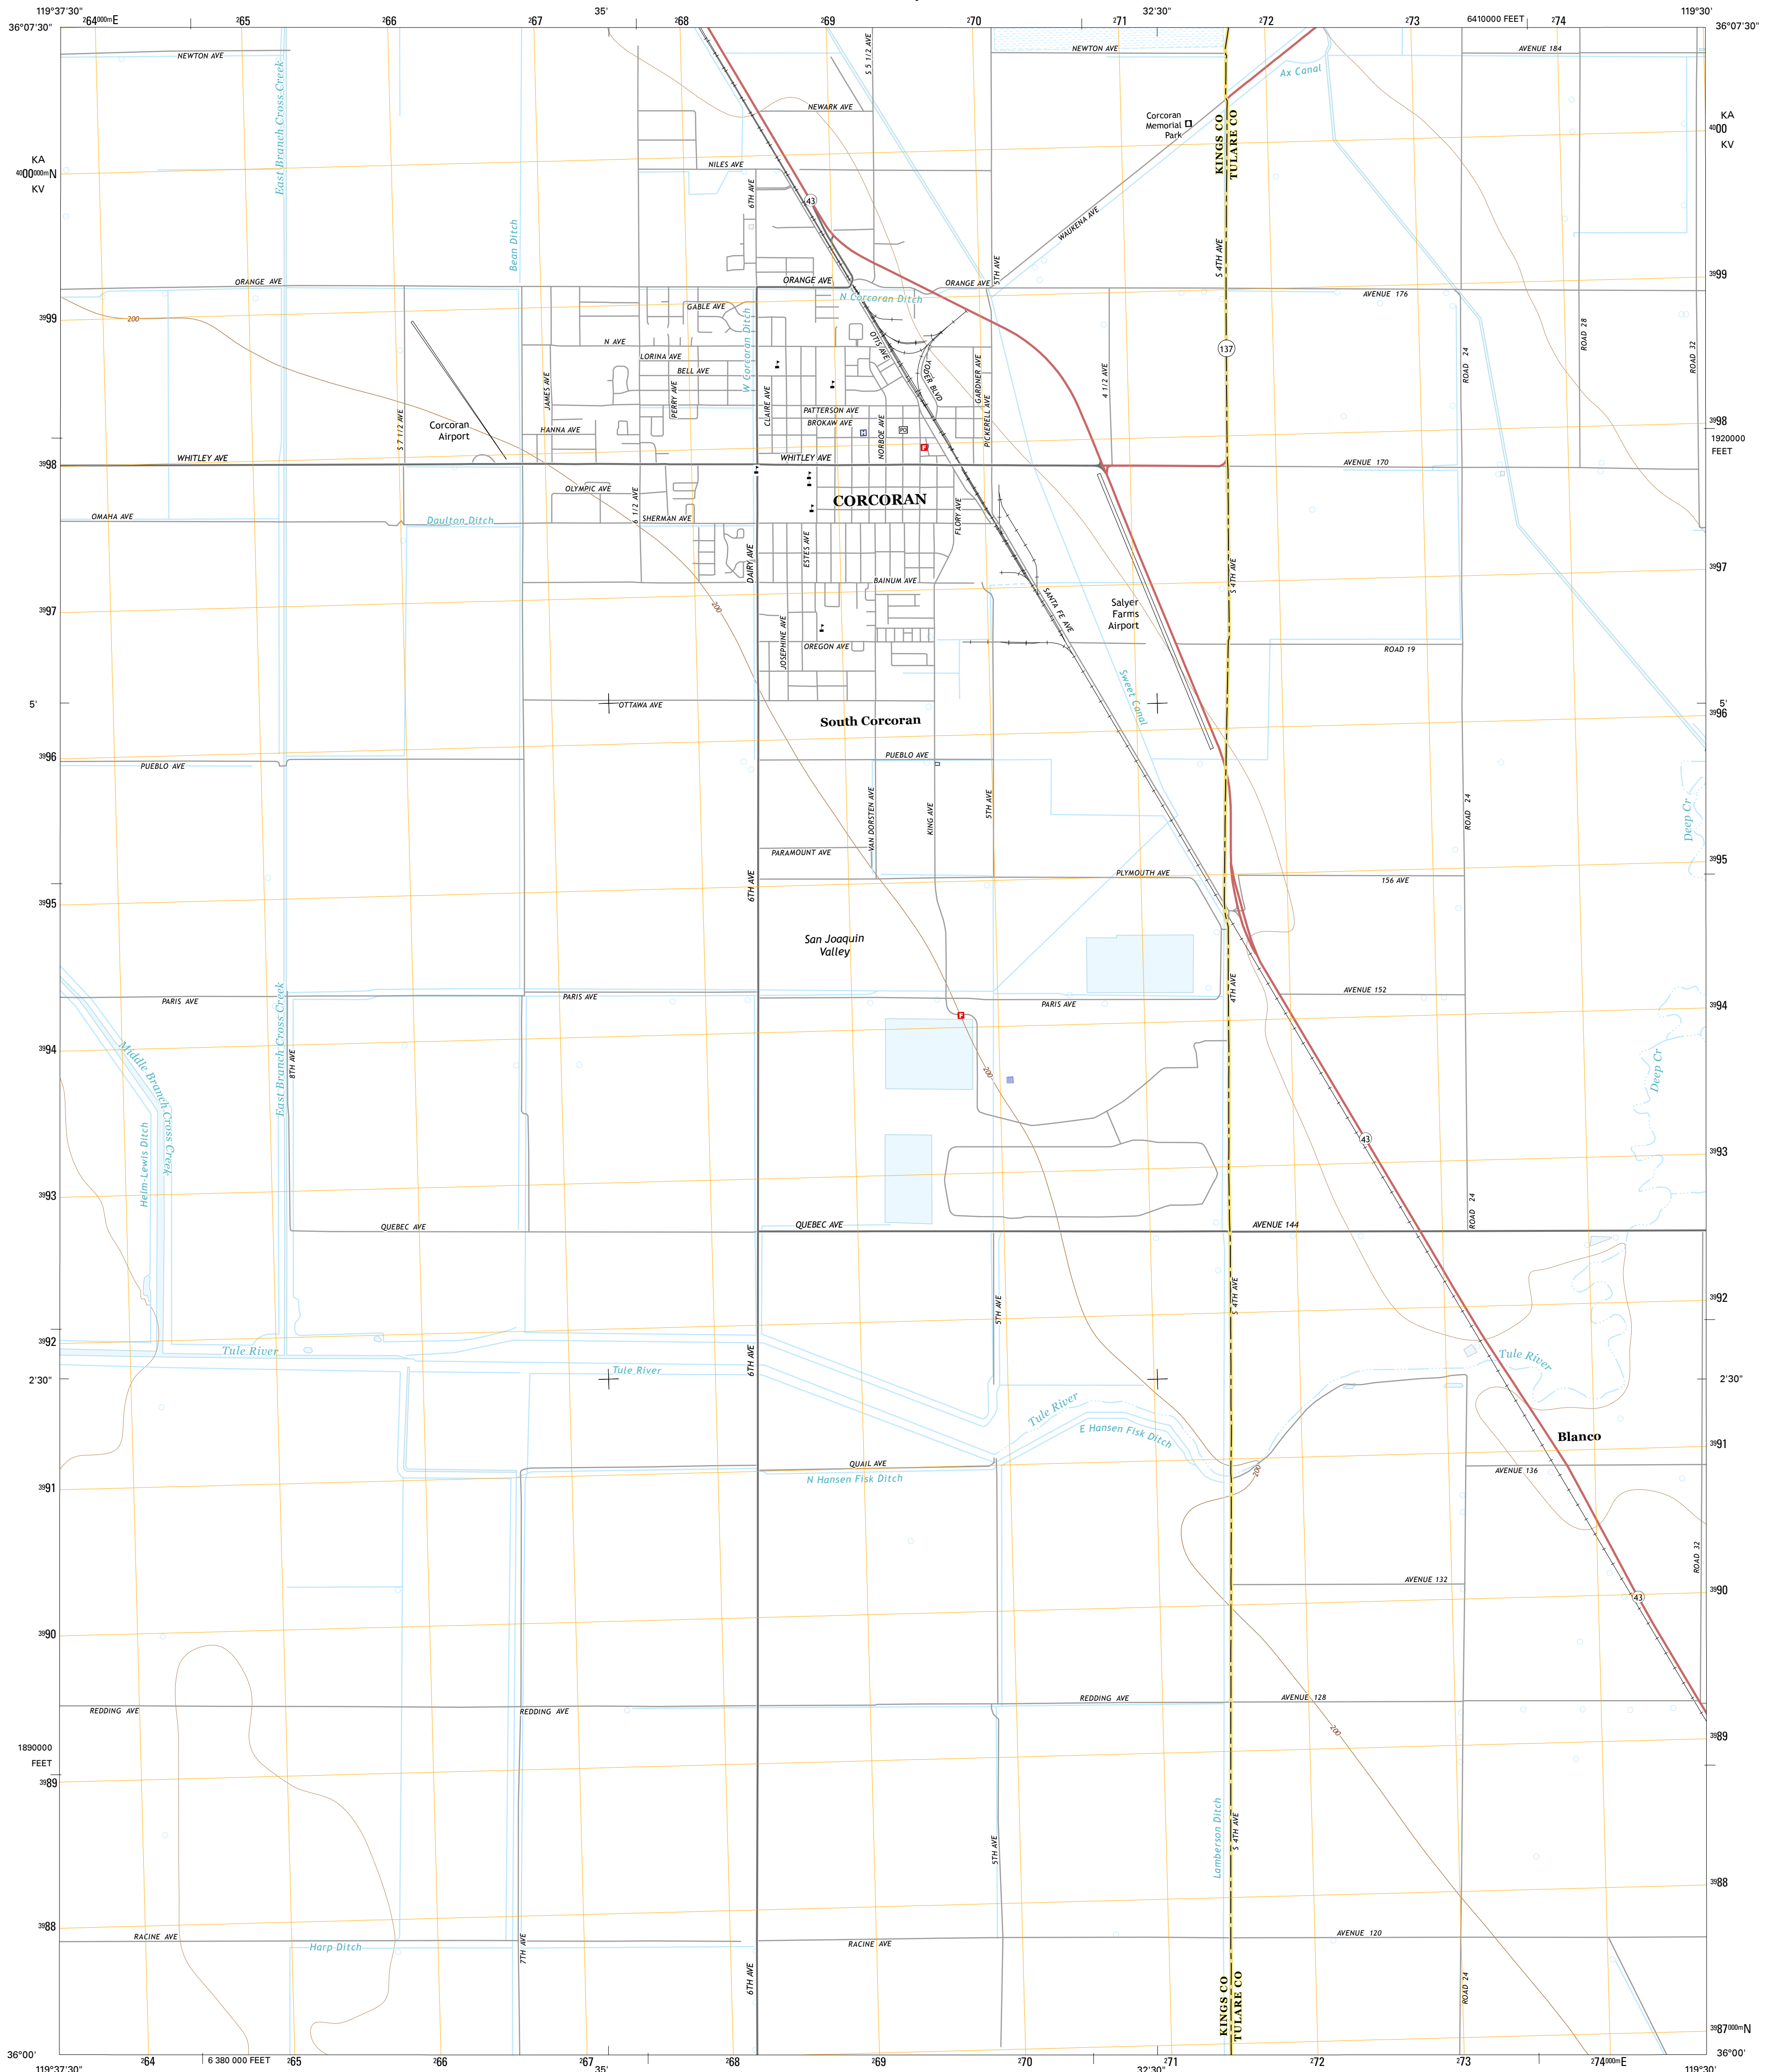 119°37'30"
²64⁰⁰⁰ᵐE
²65
²66
²67
35'
²68
²69
²70
²71
32'30"
²72
²73
6410000 FEET
²74
119°30'
36°07'30"
36°07'30"
NEWTON AVE
S 5 1/2 AVE
NEWTON AVE
AVENUE 184
East Branch Cross Creek
Ax Canal
NEWARK AVE
Corcoran
Memorial
Park
KINGS CO
TULARE CO
KA
⁴⁰00
KV
KA
⁴⁰00⁰⁰⁰ᵐN
KV
NILES AVE
6TH AVE
43
WAUKENA AVE
Bean Ditch
S 4TH AVE
5TH AVE
³⁹99
ORANGE AVE
ORANGE AVE
ORANGE AVE
AVENUE 176
N Corcoran Ditch
GABLE AVE
³⁹99
200
W Corcoran Ditch
OTIS AVE
ROAD 28
ROAD 32
ROAD 24
137
N AVE
LORINA AVE
BELL AVE
YODER BLVD
GARDNER AVE
4 1/2 AVE
JAMES AVE
PERRY AVE
CLAIRE AVE
PATTERSON AVE
BROKAW AVE
NORBOE AVE
PICKERELL AVE
S 7 1/2 AVE
HANNA AVE
Corcoran
Airport
H
PO
F
³⁹98
1920000
FEET
³⁹98
WHITLEY AVE
WHITLEY AVE
AVENUE 170
OLYMPIC AVE
6 1/2 AVE
CORCORAN
OMAHA AVE
Daulton Ditch
SHERMAN AVE
FLORY AVE
DAIRY AVE
ESTES AVE
BAINUM AVE
S 4TH AVE
³⁹97
³⁹97
200
SANTA FE AVE
Salyer
Farms
Airport
JOSEPHINE AVE
OREGON AVE
ROAD 19
Sweet Canal
5'
OTTAWA AVE
South Corcoran
5'
³⁹96
³⁹96
PUEBLO AVE
PUEBLO AVE
VAN DORSTEN AVE
KING AVE
5TH AVE
ROAD 24
Deep Cr
PARAMOUNT AVE
³⁹95
PLYMOUTH AVE
156 AVE
6TH AVE
³⁹95
San Joaquin
Valley
East Branch Cross Creek
4TH AVE
AVENUE 152
PARIS AVE
PARIS AVE
PARIS AVE
³⁹94
F
³⁹94
Middle Branch Cross Creek
8TH AVE
200
Deep Cr
Helm-Lewis Ditch
43
³⁹93
³⁹93
ROAD 24
QUEBEC AVE
QUEBEC AVE
AVENUE 144
5TH AVE
S 4TH AVE
³⁹92
³⁹92
Tule River
Tule River
6TH AVE
Tule River
2'30"
2'30"
Tule River
E Hansen Fisk Ditch
Blanco
³⁹91
QUAIL AVE
200
AVENUE 136
N Hansen Fisk Ditch
³⁹91
ROAD 32
AVENUE 132
³⁹90
43
³⁹90
REDDING AVE
REDDING AVE
REDDING AVE
AVENUE 128
200
³⁹89
1890000
FEET
³⁹89
Lamberson Ditch
S 4TH AVE
5TH AVE
³⁹88
³⁹88
RACINE AVE
Harp Ditch
7TH AVE
RACINE AVE
AVENUE 120
6TH AVE
KINGS CO
TULARE CO
ROAD 24
³⁹87⁰⁰⁰ᵐN
36°00'
36°00'
119°37'30"
²64
6 380 000 FEET
²65
²66
²67
35'
²68
²69
²70
²71
32'30"
²72
²73
²74⁰⁰⁰ᵐE
119°30'